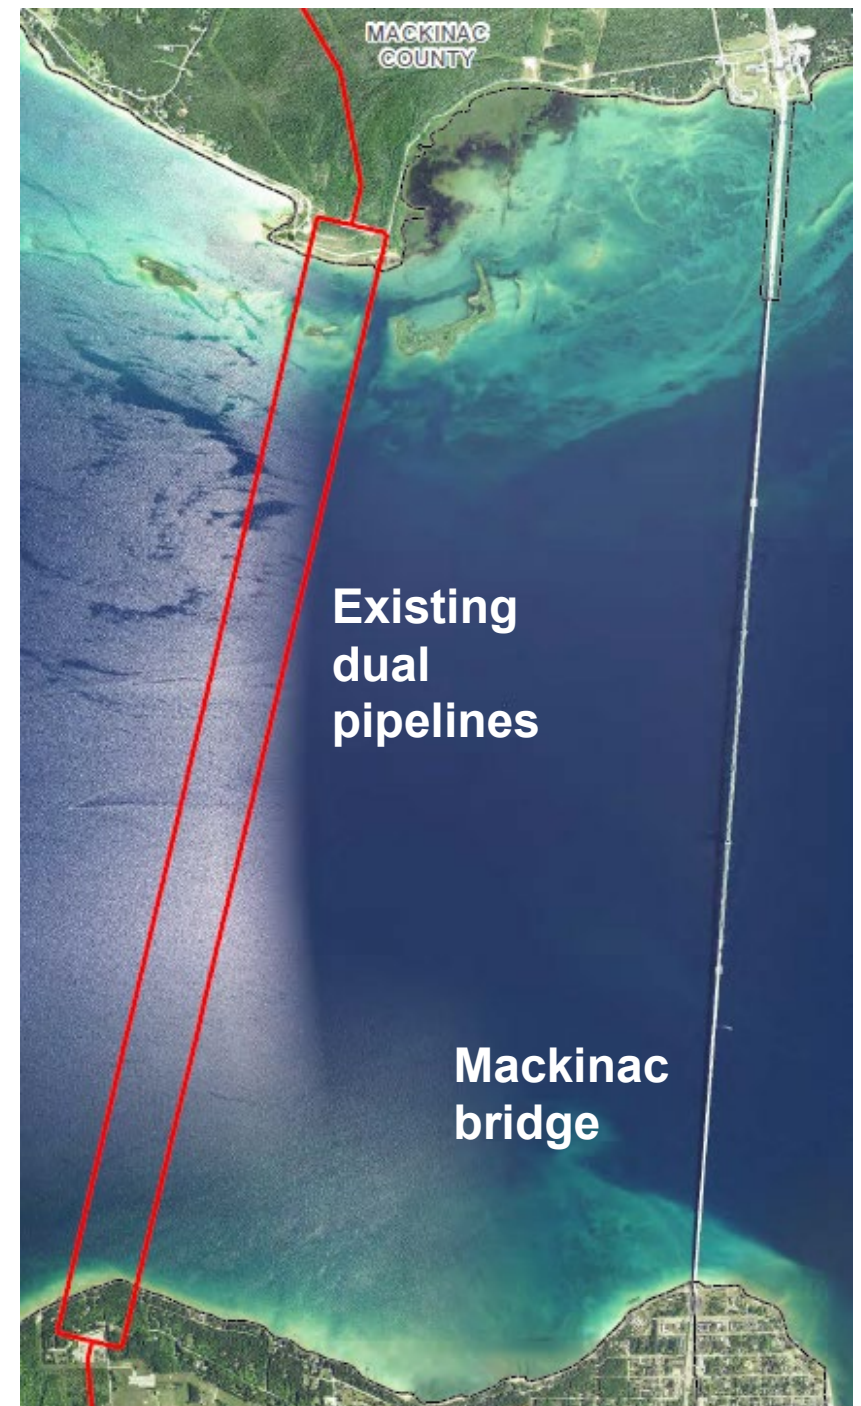 MACKINAC
COUNTY
Existing
dual
pipelines
Mackinac
bridge